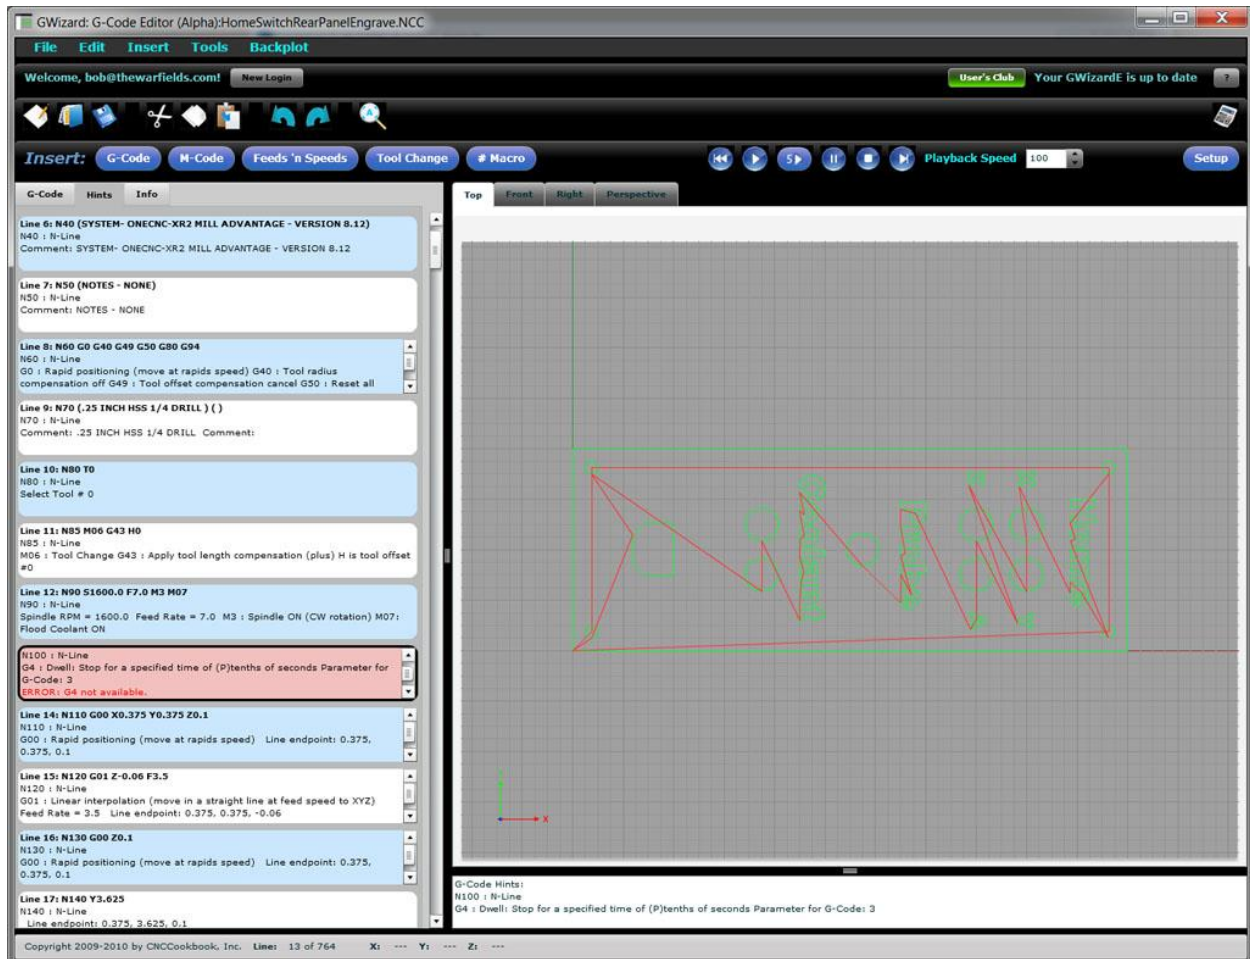 GWizard: G-Code Editor (Alpha):HomeSwitchRearPanelEngrave.NCC
File Edit Insert Tools Backplot
Welcome, bob@thewarfields.com! New Login User's Club Your GWizardE is up to date ?
Insert: G-Code M-Code Feeds 'n Speeds Tool Change # Macro 5 Playback Speed 100 Setup
G-Code Hints Info
Top Front Right Perspective
Line 6: N40 (SYSTEM- ONECNC-XR2 MILL ADVANTAGE - VERSION 8.12)
N40 : N-Line
Comment: SYSTEM- ONECNC-XR2 MILL ADVANTAGE - VERSION 8.12
Line 7: N50 (NOTES - NONE)
N50 : N-Line
Comment: NOTES - NONE
Line 8: N60 G0 G40 G49 G50 G80 G94
N60 : N-Line
G0 : Rapid positioning (move at rapids speed) G40 : Tool radius
compensation off G49 : Tool offset compensation cancel G50 : Reset all
Line 9: N70 (.25 INCH HSS 1/4 DRILL ) ( )
N70 : N-Line
Comment: .25 INCH HSS 1/4 DRILL Comment:
Line 10: N80 T0
N80 : N-Line
Select Tool # 0
Line 11: N85 M06 G43 H0
N85 : N-Line
M06 : Tool Change G43 : Apply tool length compensation (plus) H is tool offset
#0
Line 12: N90 S1600.0 F7.0 M3 M07
N90 : N-Line
Spindle RPM = 1600.0 Feed Rate = 7.0 M3 : Spindle ON (CW rotation) M07:
Flood Coolant ON
N100 : N-Line
G4 : Dwell: Stop for a specified time of (P)tenths of seconds Parameter for
G-Code: 3
ERROR: G4 not available.
Line 14: N110 G00 X0.375 Y0.375 Z0.1
N110 : N-Line
G00 : Rapid positioning (move at rapids speed) Line endpoint: 0.375,
0.375, 0.1
Line 15: N120 G01 Z-0.06 F3.5
N120 : N-Line
G01 : Linear interpolation (move in a straight line at feed speed to XYZ)
Feed Rate = 3.5 Line endpoint: 0.375, 0.375, -0.06
Line 16: N130 G00 Z0.1
N130 : N-Line
G00 : Rapid positioning (move at rapids speed) Line endpoint: 0.375,
0.375, 0.1
Line 17: N140 Y3.625
N140 : N-Line
Line endpoint: 0.375, 3.625, 0.1
X
G-Code Hints:
N100 : N-Line
G4 : Dwell: Stop for a specified time of (P)tenths of seconds Parameter for G-Code: 3
Copyright 2009-2010 by CNCCookbook, Inc. Line: 13 of 764 X: --- Y: --- Z: ---